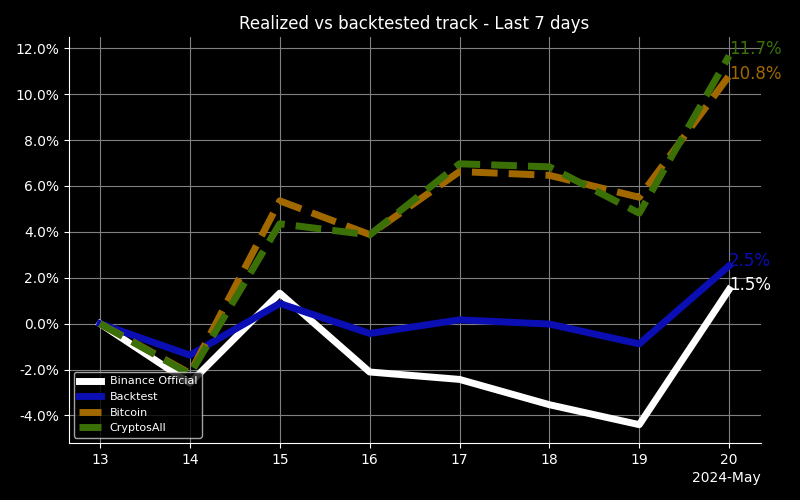 Realized vs backtested track - Last 7 days
12.0%
10.0%
8.0%
6.0%
4.0%
2.0%
0.0%
-2.0%
-4.0%
11.7%
10.8%
2.5%
1.5%
Binance Official
Backtest
Bitcoin
CryptosAll
13 14 15 16 17 18 19 20
2024-May